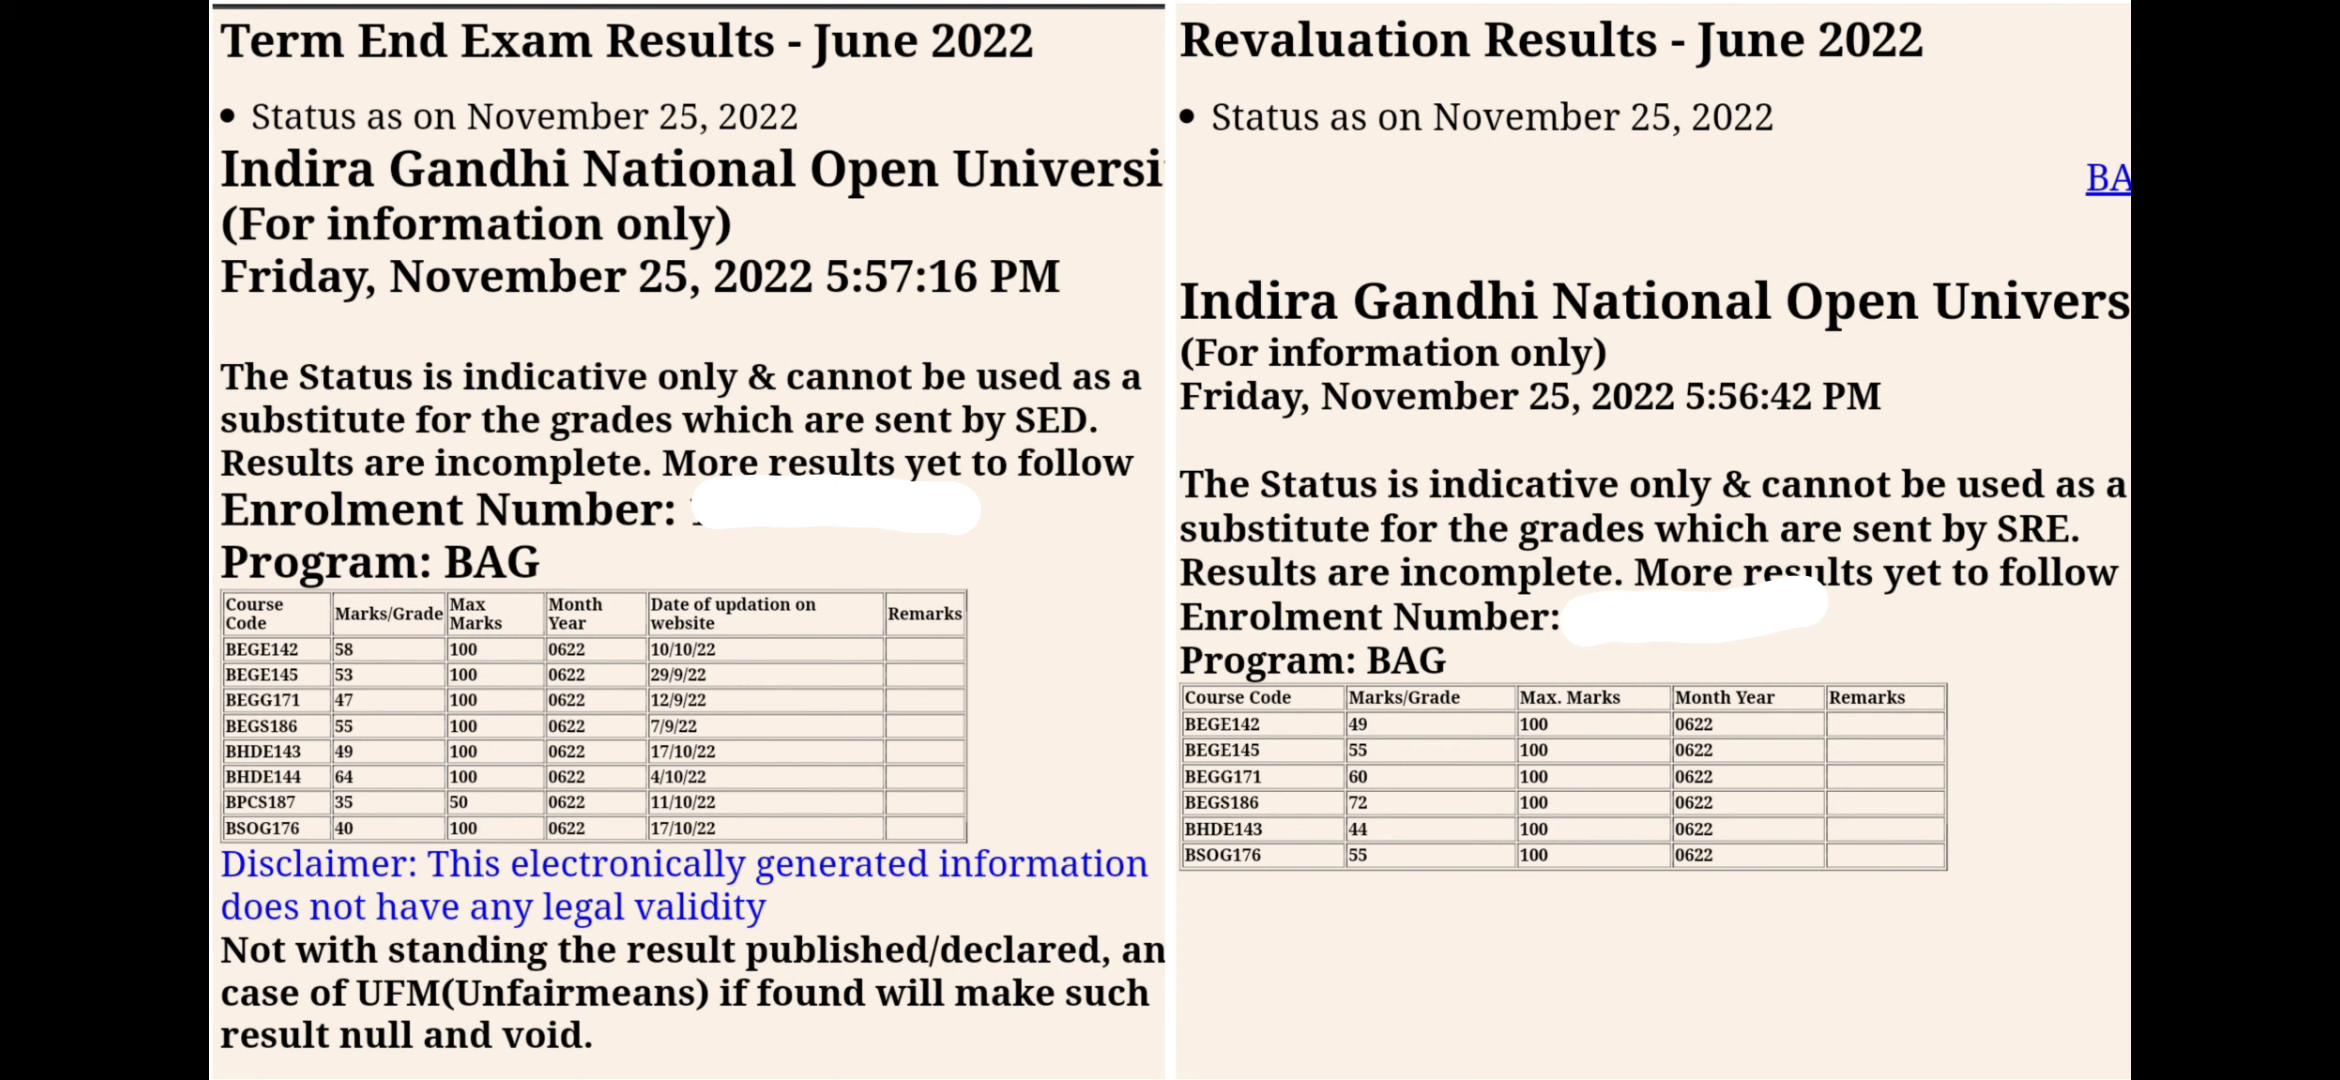 Term End Exam Results - June 2022
• Status as on November 25, 2022
Indira Gandhi National Open Universi
(For information only)
Friday, November 25, 2022 5:57:16 PM
The Status is indicative only & cannot be used as a
substitute for the grades which are sent by SED.
Results are incomplete. More results yet to follow
Enrolment Number:
Program: BAG
Course Code Marks/Grade Max Marks Month Year Date of updation on website Remarks
BEGE142 58 100 0622 10/10/22
BEGE145 53 100 0622 29/9/22
BEGG171 47 100 0622 12/9/22
BEGS186 55 100 0622 7/9/22
BHDE143 49 100 0622 17/10/22
BHDE144 64 100 0622 4/10/22
BPCS187 35 50 0622 11/10/22
BSOG176 40 100 0622 17/10/22
Disclaimer: This electronically generated information
does not have any legal validity
Not with standing the result published/declared, an
case of UFM(Unfairmeans) if found will make such
result null and void.
Revaluation Results - June 2022
• Status as on November 25, 2022
BA
Indira Gandhi National Open Univers
(For information only)
Friday, November 25, 2022 5:56:42 PM
The Status is indicative only & cannot be used as a
substitute for the grades which are sent by SRE.
Results are incomplete. More results yet to follow
Enrolment Number:
Program: BAG
Course Code Marks/Grade Max. Marks Month Year Remarks
BEGE142 49 100 0622
BEGE145 55 100 0622
BEGG171 60 100 0622
BEGS186 72 100 0622
BHDE143 44 100 0622
BSOG176 55 100 0622